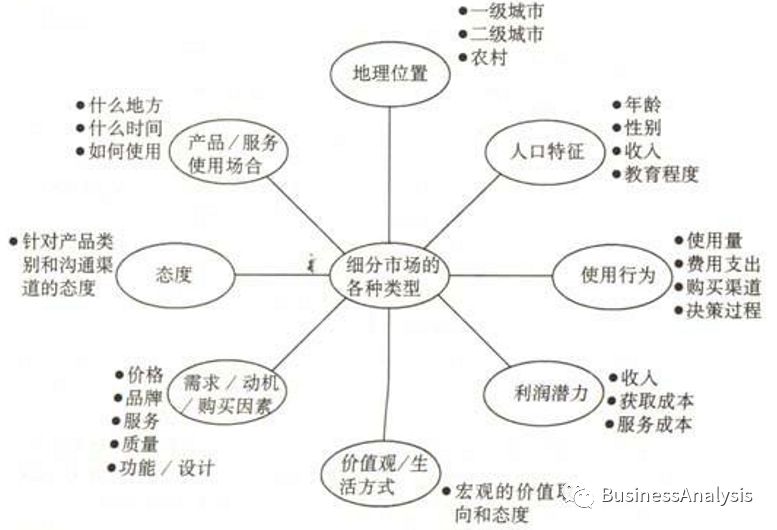 一级城市
二级城市
农村
地理位置
什么地方
什么时间
如何使用
产品/服务
使用场合
年龄
性别
收入
教育程度
人口特征
针对产品类
别和沟通渠
道的态度
态度
细分市场的
各种类型
使用行为
使用量
费用支出
购买渠道
决策过程
价格
品牌
服务
质量
功能/设计
需求/动机
/购买因素
利润潜力
收入
获取成本
服务成本
价值观/生
活方式
宏观的价值
向和态度
BusinessAnalysis